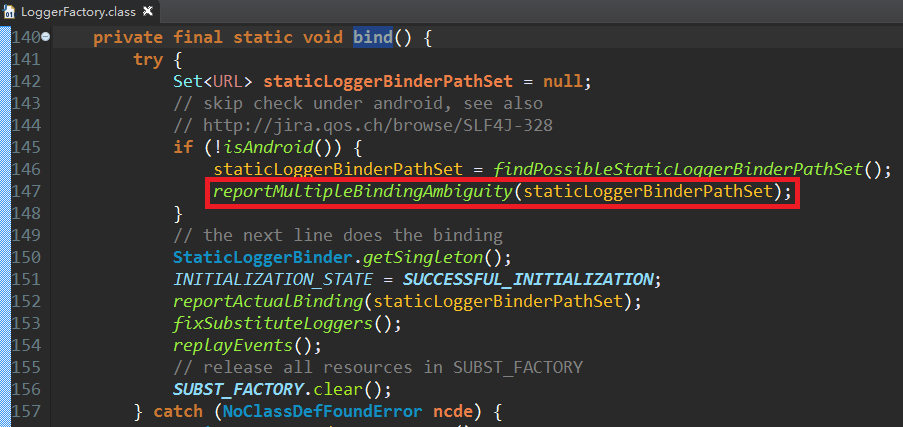 LoggerFactory.class
140 private final static void bind() {
141 try {
142 Set<URL> staticLoggerBinderPathSet = null;
143 // skip check under android, see also
144 // http://jira.qos.ch/browse/SLF4J-328
145 if (!isAndroid()) {
146 staticLoggerBinderPathSet = findPossibleStaticLoggerBinderPathSet();
147 reportMultipleBindingAmbiguity(staticLoggerBinderPathSet);
148 }
149 // the next line does the binding
150 StaticLoggerBinder.getSingleton();
151 INITIALIZATION_STATE = SUCCESSFUL_INITIALIZATION;
152 reportActualBinding(staticLoggerBinderPathSet);
153 fixSubstituteLoggers();
154 replayEvents();
155 // release all resources in SUBST_FACTORY
156 SUBST_FACTORY.clear();
157 } catch (NoClassDefFoundError ncde) {